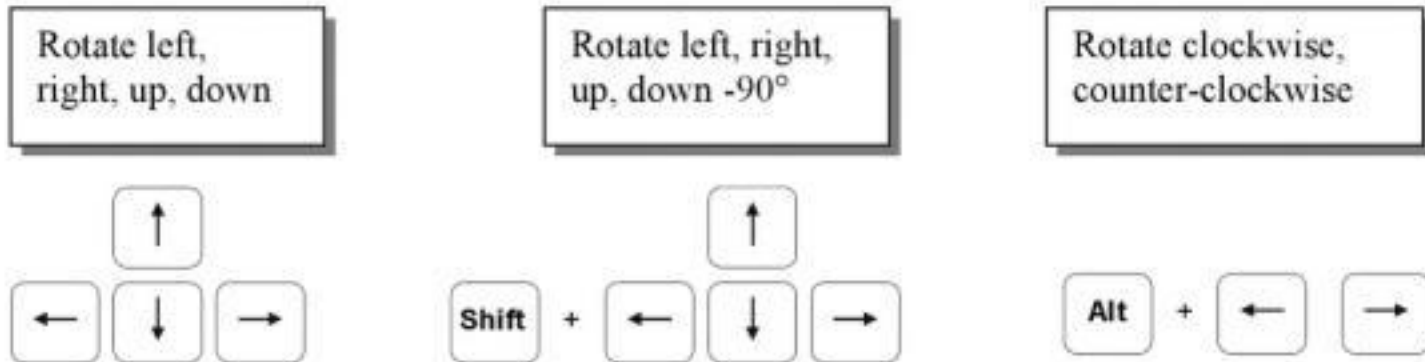 Rotate left,
right, up, down
Rotate left, right,
up, down -90°
Rotate clockwise,
counter-clockwise
↑
← ↓ →
↑
Shift + ← ↓ →
Alt + ← →